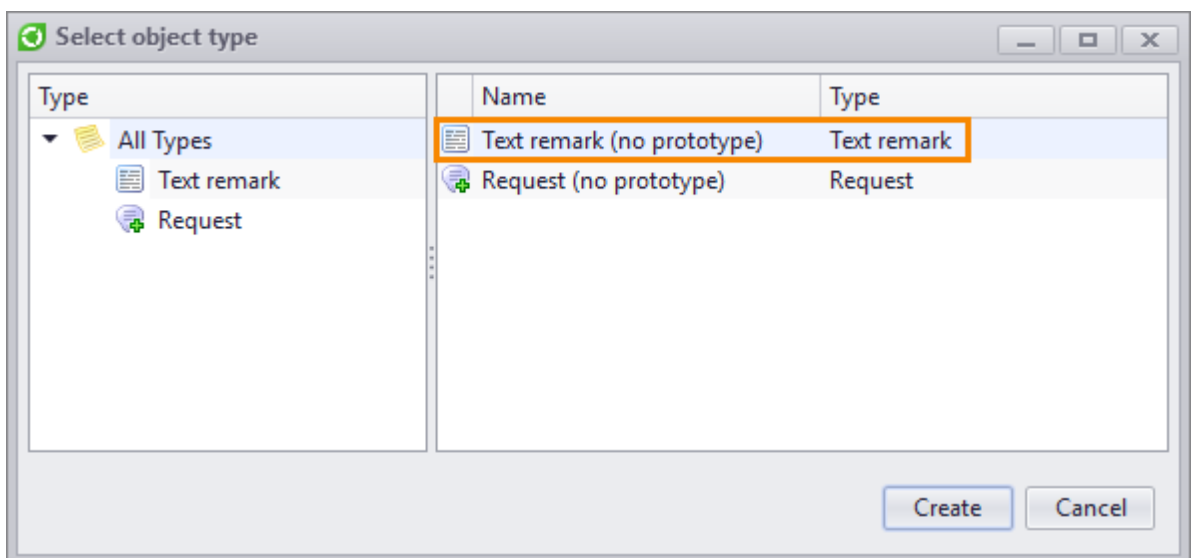 Select object type
Type
All Types
Text remark
Request
Name Type
Text remark (no prototype) Text remark
Request (no prototype) Request
Create Cancel